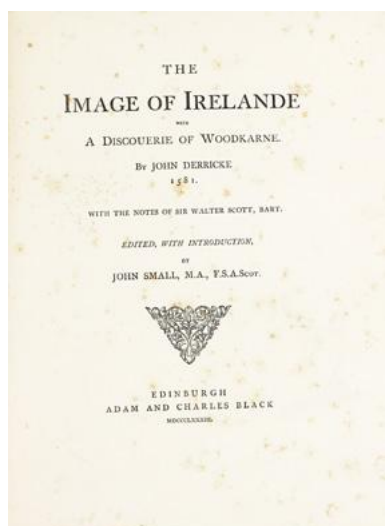 THE
IMAGE OF IRELANDE
WITH
A DISCOUERIE OF WOODKARNE.
BY JOHN DERRICKE
1581.
WITH THE NOTES OF SIR WALTER SCOTT, BART.
EDITED, WITH INTRODUCTION,
BY
JOHN SMALL, M.A., F.S.A.SCOT.
EDINBURGH
ADAM AND CHARLES BLACK
MDCCCLXXXIII.